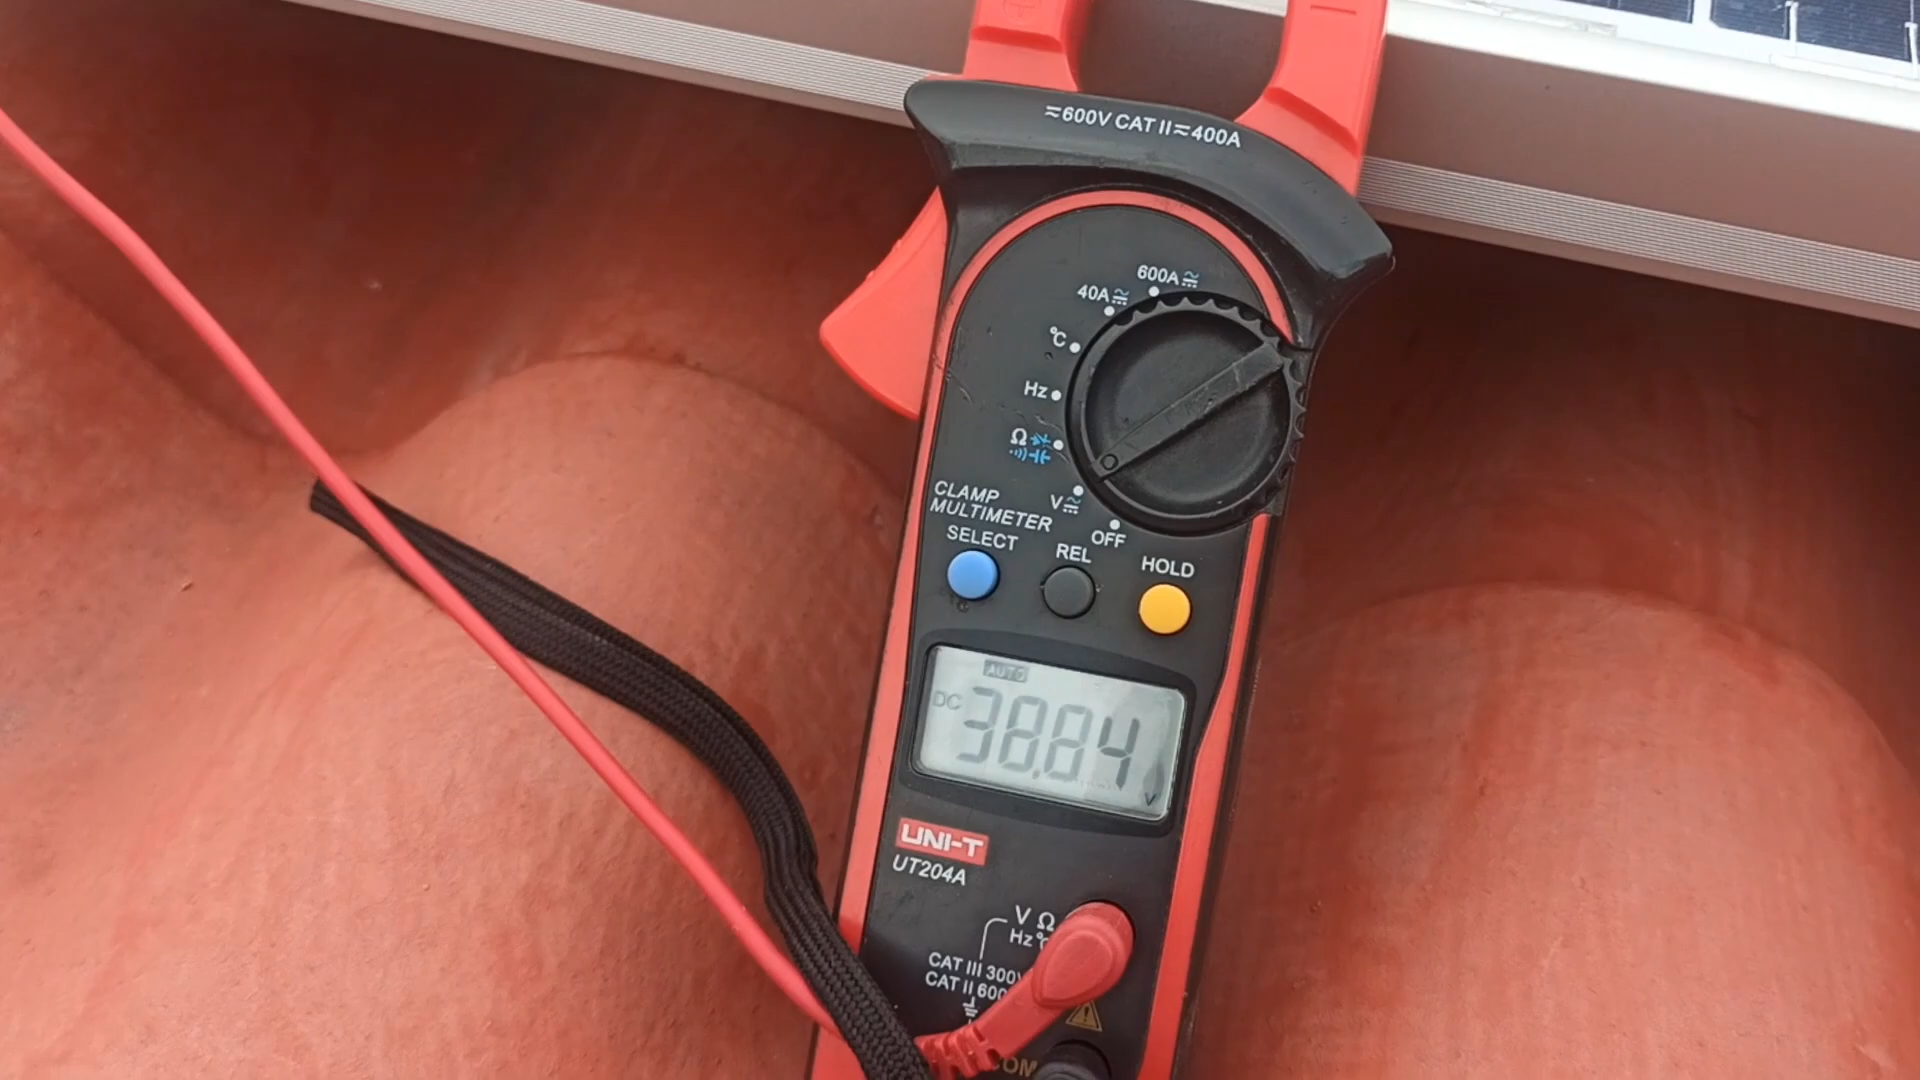 ≂600V CAT II≂400A
600A
40A
°C
Hz
Ω
V
OFF
CLAMP
MULTIMETER
SELECT
REL
HOLD
AUTO
DC
38.84
V
UNI-T
UT204A
V Ω
Hz °C
CAT III 300V
CAT II 600
COM